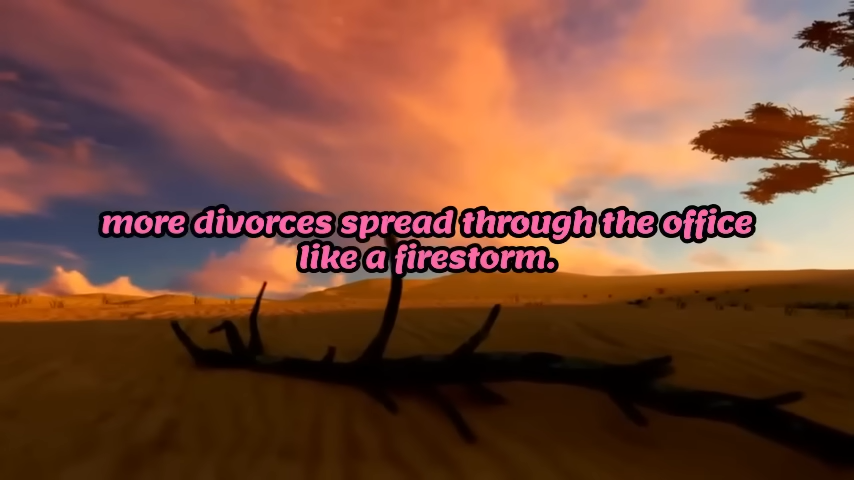 more divorces spread through the office
like a firestorm.